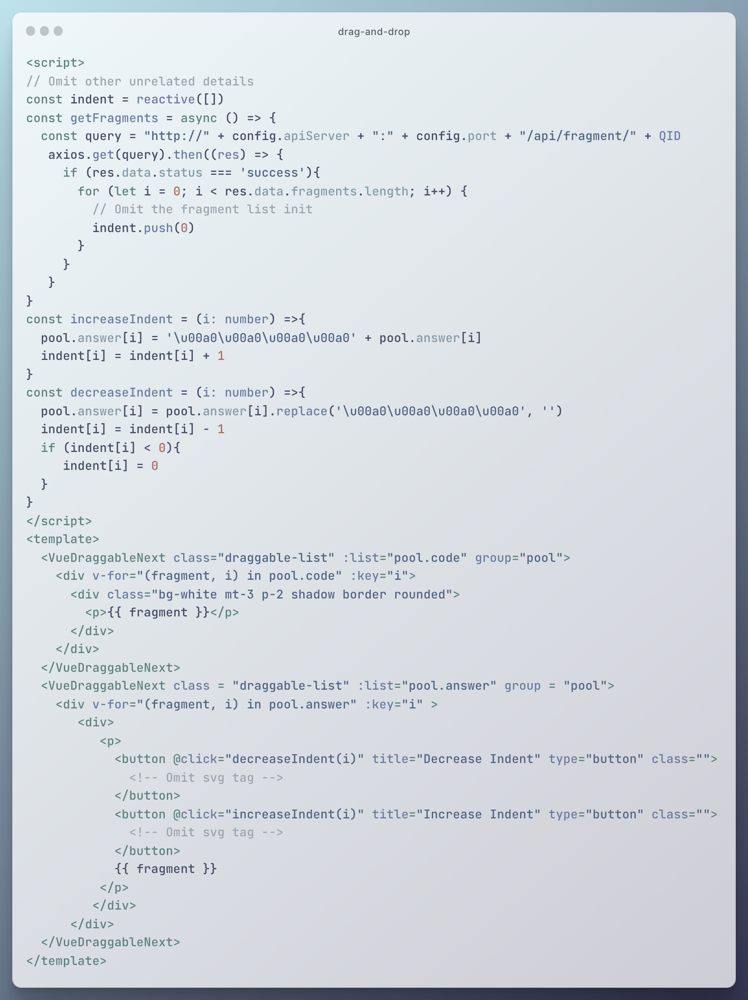 drag-and-drop
<script>
// Omit other unrelated details
const indent = reactive([])
const getFragments = async () => {
  const query = "http://" + config.apiServer + ":" + config.port + "/api/fragment/" + QID
   axios.get(query).then((res) => {
     if (res.data.status === 'success'){
       for (let i = 0; i < res.data.fragments.length; i++) {
         // Omit the fragment list init
         indent.push(0)
       }
     }
   }
}
const increaseIndent = (i: number) =>{
  pool.answer[i] = '\u00a0\u00a0\u00a0\u00a0' + pool.answer[i]
  indent[i] = indent[i] + 1
}
const decreaseIndent = (i: number) =>{
  pool.answer[i] = pool.answer[i].replace('\u00a0\u00a0\u00a0\u00a0', '')
  indent[i] = indent[i] - 1
  if (indent[i] < 0){
     indent[i] = 0
  }
}
</script>
<template>
  <VueDraggableNext class="draggable-list" :list="pool.code" group="pool">
    <div v-for="(fragment, i) in pool.code" :key="i">
      <div class="bg-white mt-3 p-2 shadow border rounded">
        <p>{{ fragment }}</p>
      </div>
    </div>
  </VueDraggableNext>
  <VueDraggableNext class = "draggable-list" :list="pool.answer" group = "pool">
    <div v-for="(fragment, i) in pool.answer" :key="i" >
       <div>
          <p>
            <button @click="decreaseIndent(i)" title="Decrease Indent" type="button" class="">
              <!-- Omit svg tag -->
            </button>
            <button @click="increaseIndent(i)" title="Increase Indent" type="button" class="">
              <!-- Omit svg tag -->
            </button>
            {{ fragment }}
          </p>
         </div>
      </div>
  </VueDraggableNext>
</template>